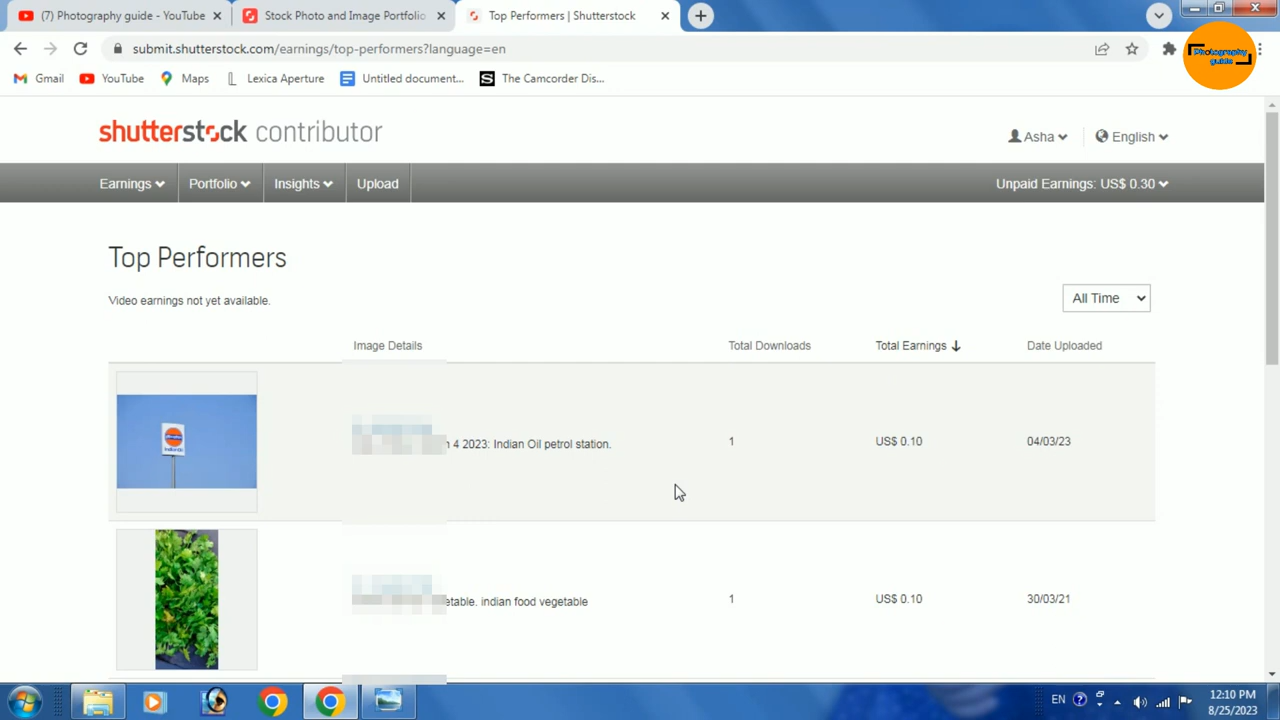 (7) Photography guide - YouTube
Stock Photo and Image Portfolio
Top Performers | Shutterstock
submit.shutterstock.com/earnings/top-performers?language=en
Photography
guide
Gmail
YouTube
Maps
Lexica Aperture
Untitled document...
The Camcorder Dis...
shutterstock contributor
Asha
English
Earnings
Portfolio
Insights
Upload
Unpaid Earnings: US$ 0.30
Top Performers
Video earnings not yet available.
All Time
Image Details
Total Downloads
Total Earnings
Date Uploaded
4 2023: Indian Oil petrol station.
1
US$ 0.10
04/03/23
indian food vegetable
1
US$ 0.10
30/03/21
EN
12:10 PM
8/25/2023